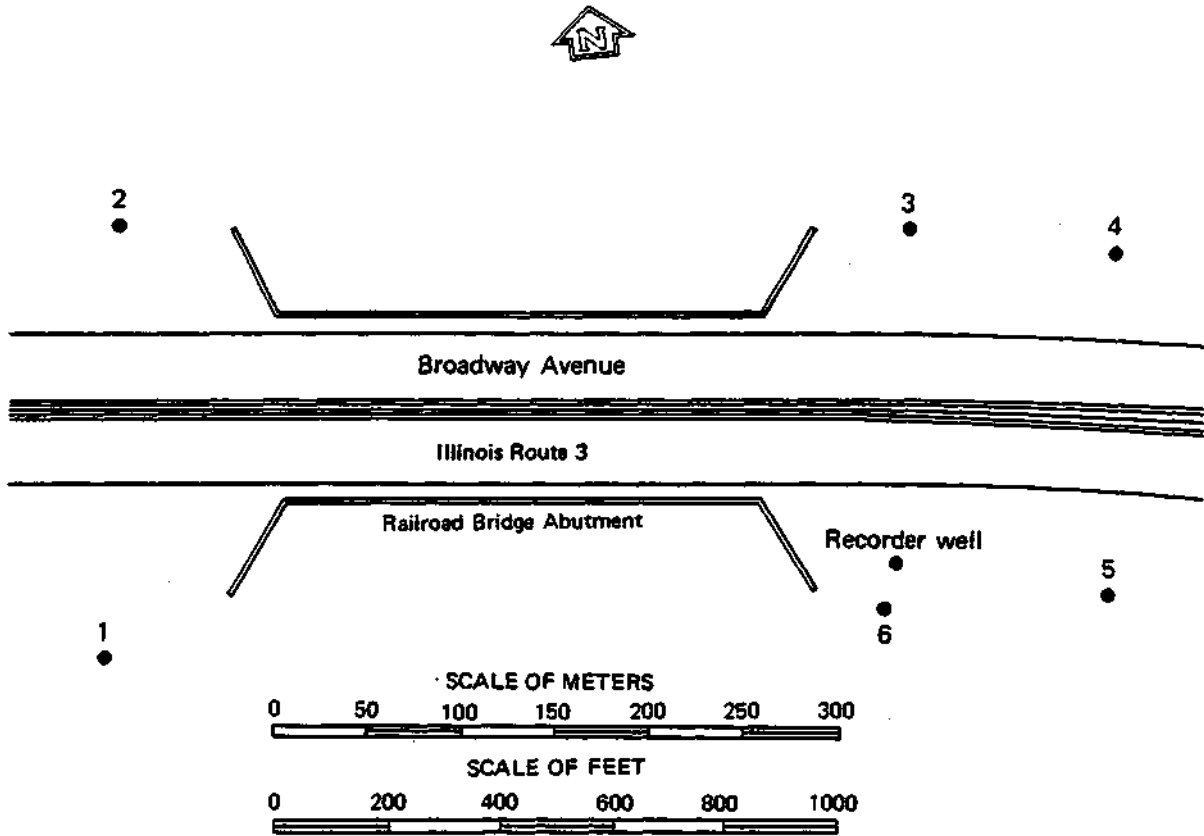 N
2
3
4
Broadway Avenue
Illinois Route 3
Railroad Bridge Abutment
Recorder well
5
6
1
SCALE OF METERS
0 50 100 150 200 250 300
SCALE OF FEET
0 200 400 600 800 1000